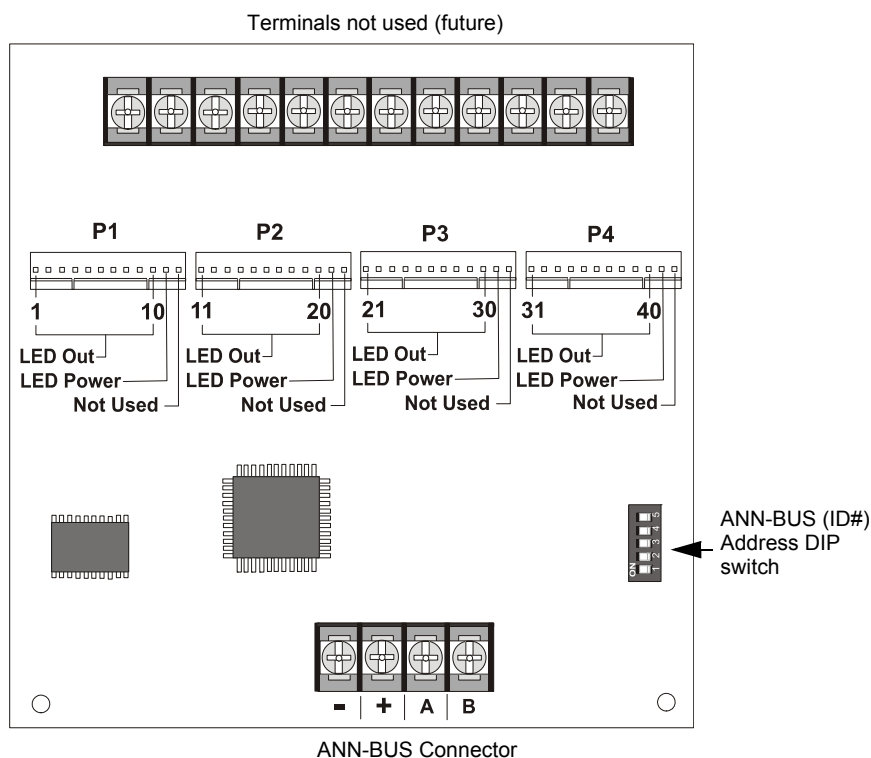 Terminals not used (future)
P1 P2 P3 P4
1 10 11 20 21 30 31 40
LED Out LED Out LED Out LED Out
LED Power LED Power LED Power LED Power
Not Used Not Used Not Used Not Used
ON 1 2 3 4 5
ANN-BUS (ID#)
Address DIP
switch
- + A B
ANN-BUS Connector